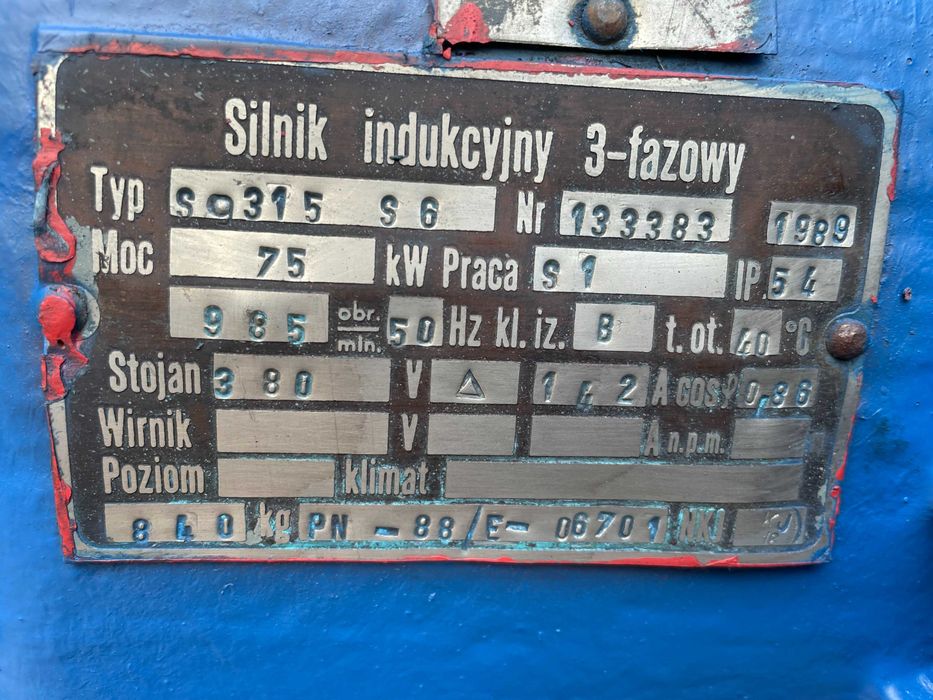 Silnik indukcyjny 3-fazowy
Typ Sg315 S6 Nr 133383 1989
Moc 75 kW Praca S1 IP.54
985 obr./min. 50 Hz kl. iz. B t. ot. 40 °C
Stojan 380 V △ 142 A cosφ 0,86
Wirnik V A n.p.m.
Poziom klimat
840 kg PN-88/E-06701 KKJ